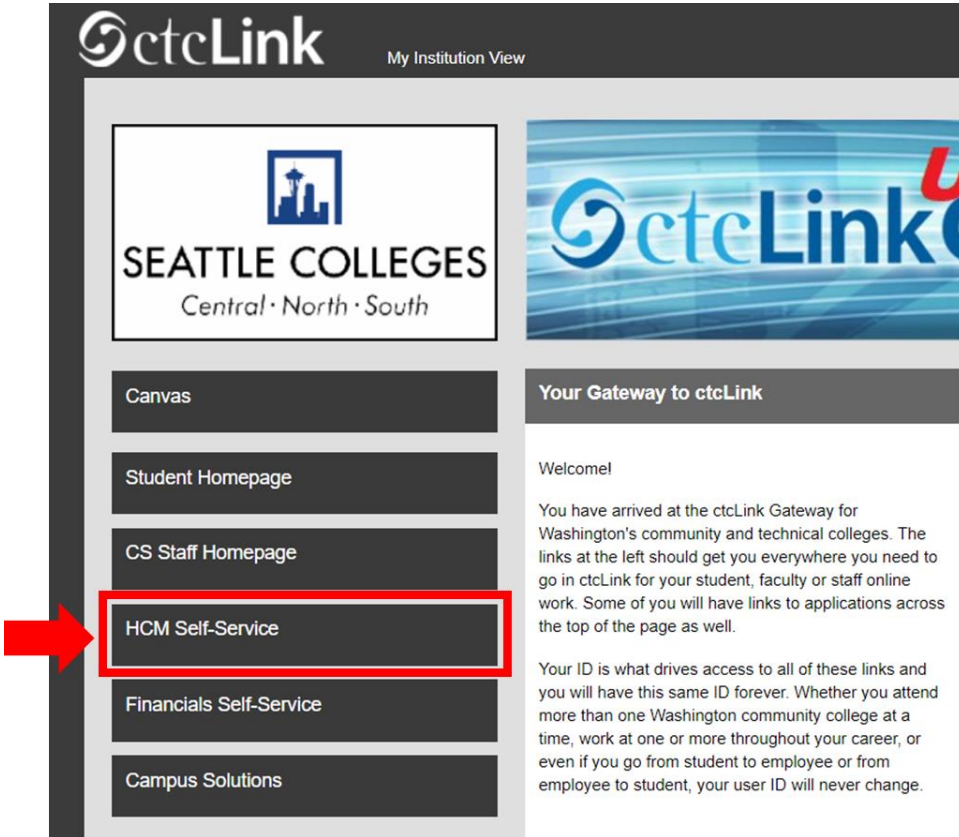 ctcLink
My Institution View
SEATTLE COLLEGES
Central · North · South
ctcLink
Canvas
Student Homepage
CS Staff Homepage
HCM Self-Service
Financials Self-Service
Campus Solutions
Your Gateway to ctcLink
Welcome!
You have arrived at the ctcLink Gateway for
Washington's community and technical colleges. The
links at the left should get you everywhere you need to
go in ctcLink for your student, faculty or staff online
work. Some of you will have links to applications across
the top of the page as well.
Your ID is what drives access to all of these links and
you will have this same ID forever. Whether you attend
more than one Washington community college at a
time, work at one or more throughout your career, or
even if you go from student to employee or from
employee to student, your user ID will never change.